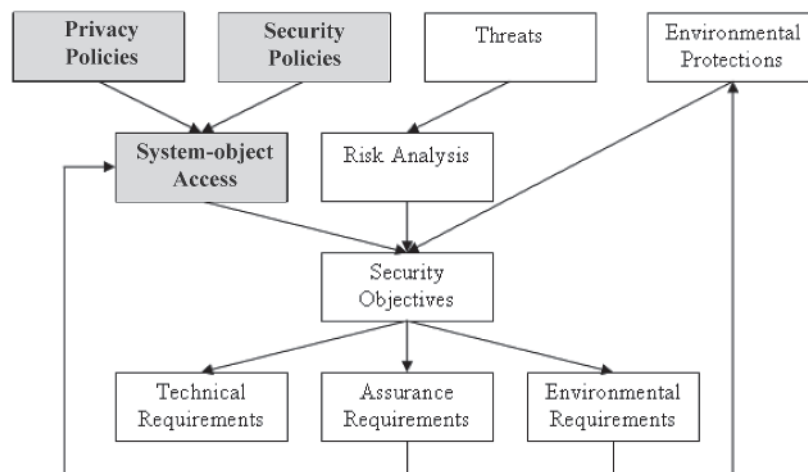 Privacy
Policies
Security
Policies
Threats
Environmental
Protections
System-object
Access
Risk Analysis
Security
Objectives
Technical
Requirements
Assurance
Requirements
Environmental
Requirements